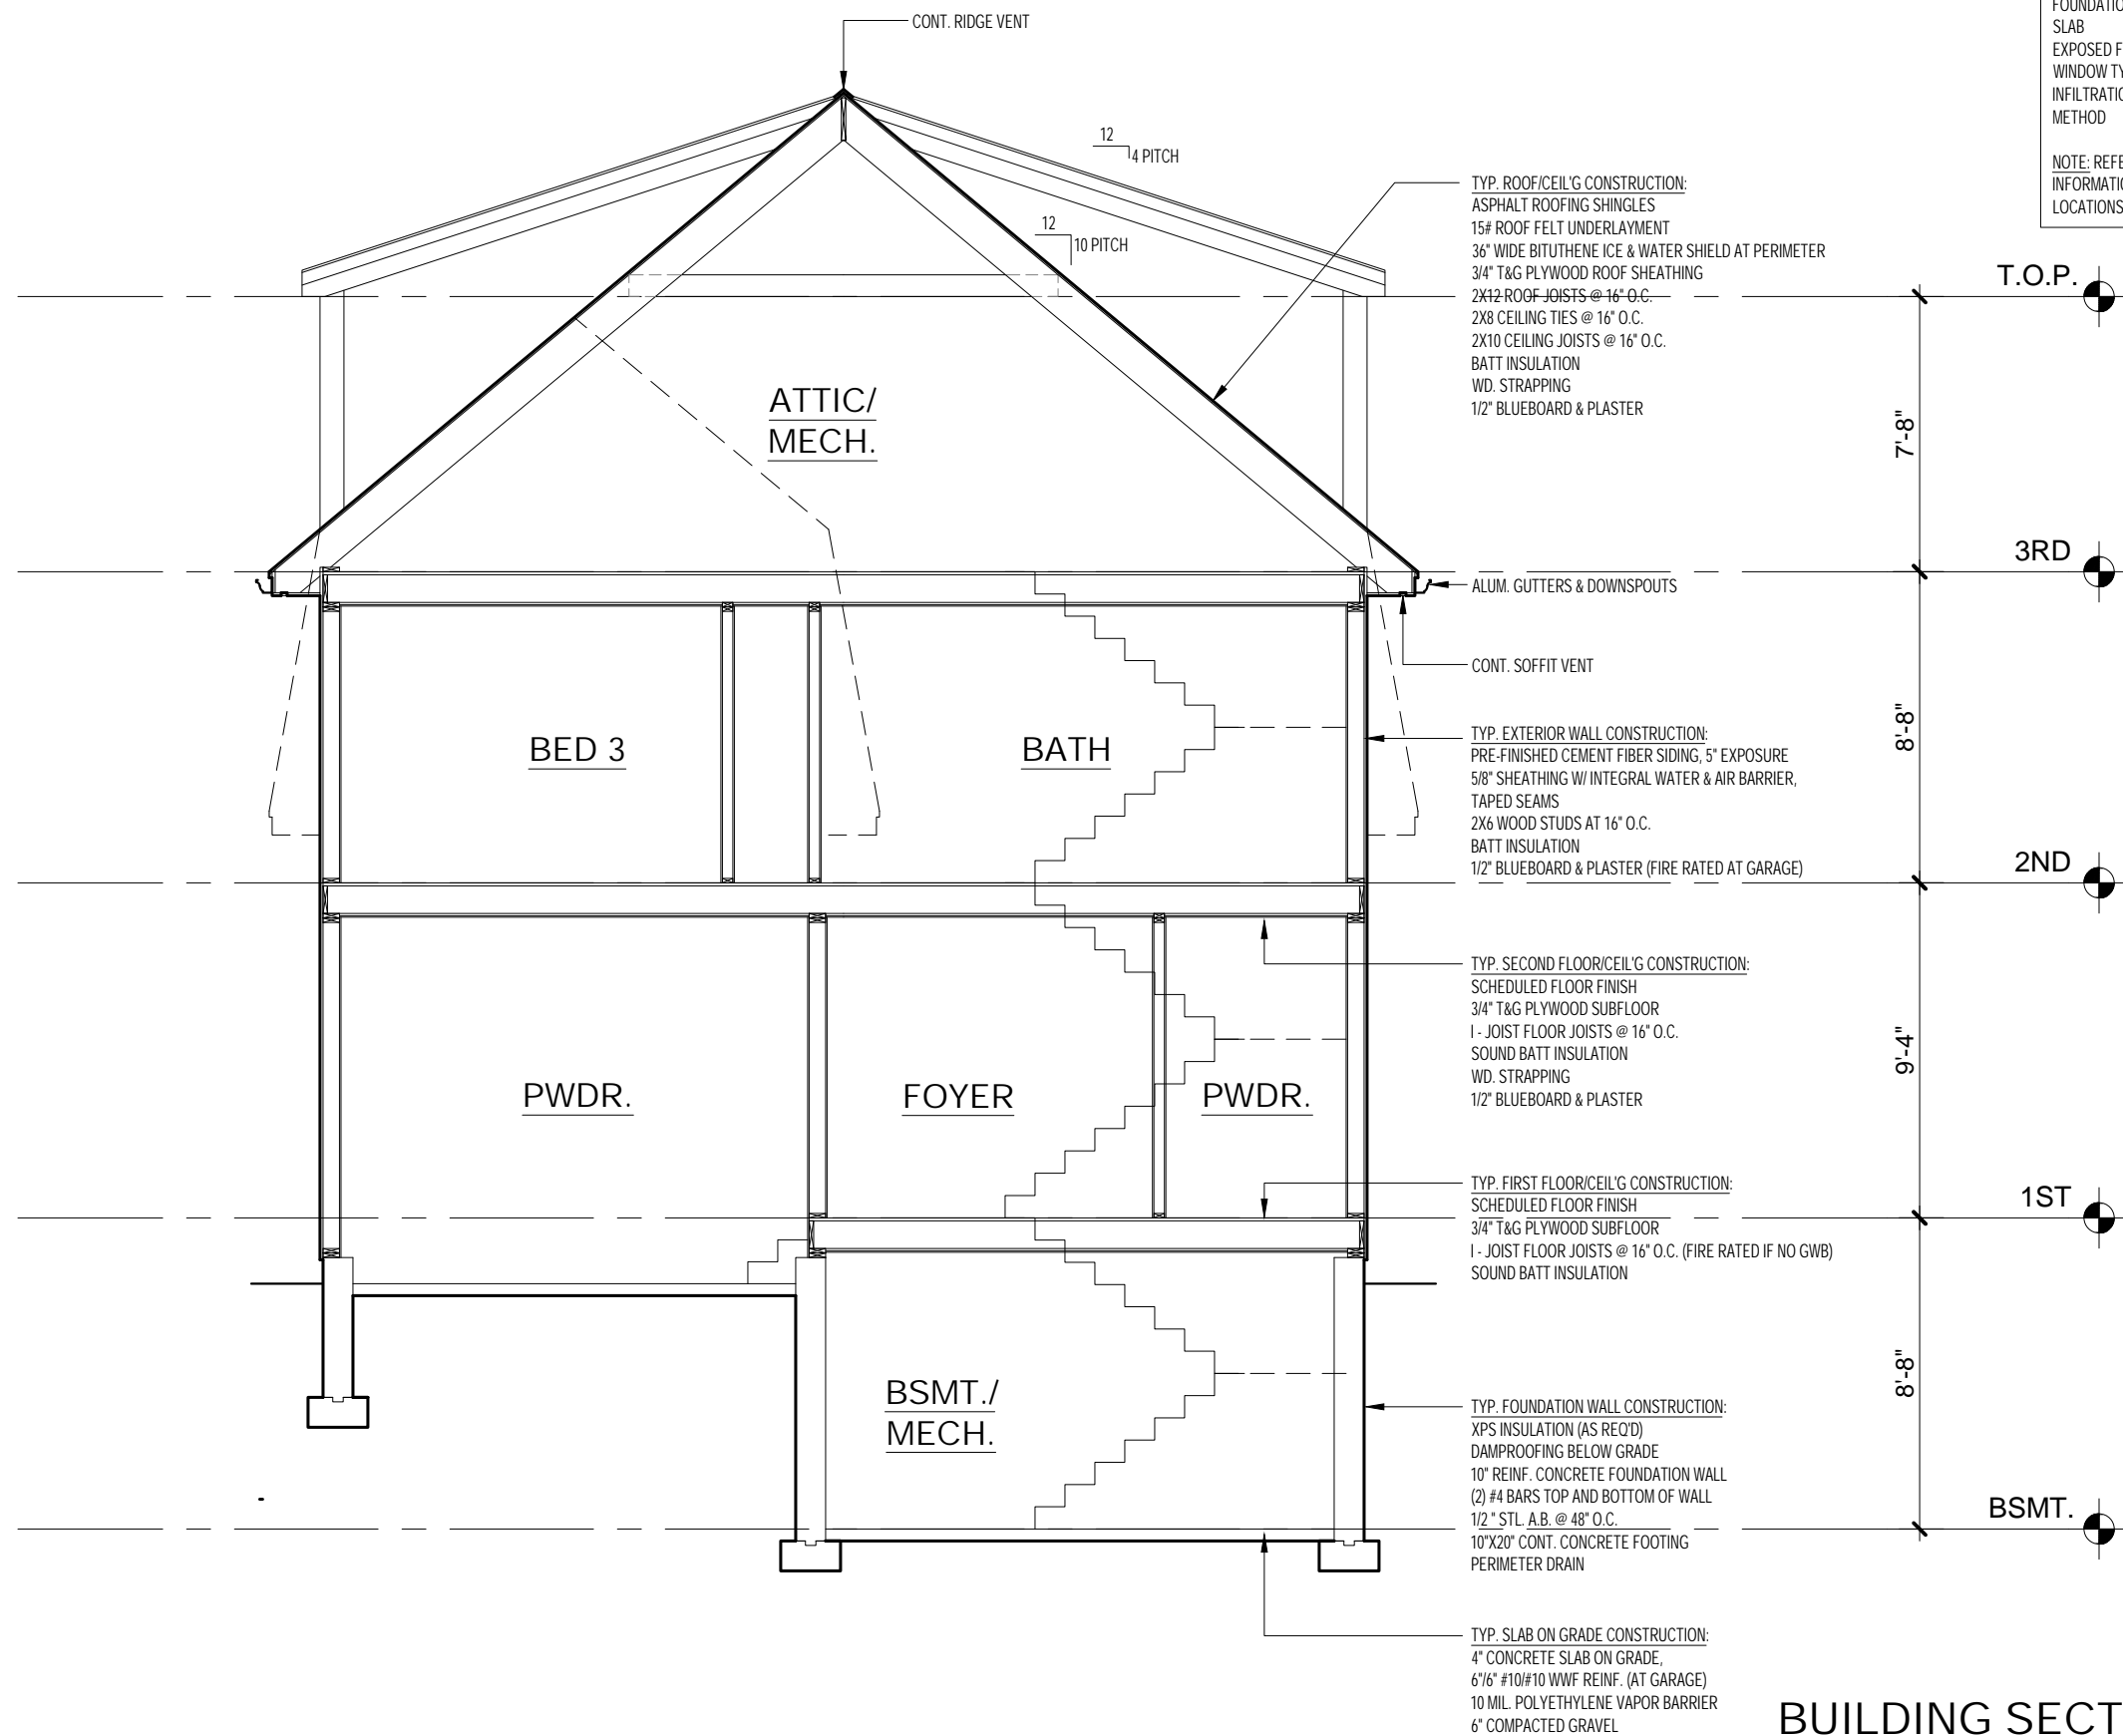 CONT. RIDGE VENT
SLAB
METHOD
NOTE:
12
4 PITCH
12
10 PITCH
TYP. ROOF/CEIL'G CONSTRUCTION:
ASPHALT ROOFING SHINGLES
15# ROOF FELT UNDERLAYMENT
36" WIDE BITUTHENE ICE & WATER SHIELD AT PERIMETER
3/4" T&G PLYWOOD ROOF SHEATHING
2X12 ROOF JOISTS @ 16" O.C.
2X8 CEILING TIES @ 16" O.C.
2X10 CEILING JOISTS @ 16" O.C.
BATT INSULATION
WD. STRAPPING
1/2" BLUEBOARD & PLASTER
T.O.P.
7'-8"
ATTIC/
MECH.
3RD
ALUM. GUTTERS & DOWNSPOUTS
CONT. SOFFIT VENT
8'-8"
BED 3
BATH
TYP. EXTERIOR WALL CONSTRUCTION:
PRE-FINISHED CEMENT FIBER SIDING, 5" EXPOSURE
5/8" SHEATHING W/ INTEGRAL WATER & AIR BARRIER,
TAPED SEAMS
2X6 WOOD STUDS AT 16" O.C.
BATT INSULATION
1/2" BLUEBOARD & PLASTER (FIRE RATED AT GARAGE)
2ND
TYP. SECOND FLOOR/CEIL'G CONSTRUCTION:
SCHEDULED FLOOR FINISH
3/4" T&G PLYWOOD SUBFLOOR
I - JOIST FLOOR JOISTS @ 16" O.C.
SOUND BATT INSULATION
WD. STRAPPING
1/2" BLUEBOARD & PLASTER
9'-4"
PWDR.
FOYER
PWDR.
TYP. FIRST FLOOR/CEIL'G CONSTRUCTION:
SCHEDULED FLOOR FINISH
3/4" T&G PLYWOOD SUBFLOOR
I - JOIST FLOOR JOISTS @ 16" O.C. (FIRE RATED IF NO GWB)
SOUND BATT INSULATION
1ST
8'-8"
BSMT./
MECH.
TYP. FOUNDATION WALL CONSTRUCTION:
XPS INSULATION (AS REQ'D)
DAMPROOFING BELOW GRADE
10" REINF. CONCRETE FOUNDATION WALL
(2) #4 BARS TOP AND BOTTOM OF WALL
1/2 " STL. A.B. @ 48" O.C.
10"X20" CONT. CONCRETE FOOTING
PERIMETER DRAIN
BSMT.
TYP. SLAB ON GRADE CONSTRUCTION:
4" CONCRETE SLAB ON GRADE,
6"/6" #10/#10 WWF REINF. (AT GARAGE)
10 MIL. POLYETHYLENE VAPOR BARRIER
6" COMPACTED GRAVEL
BUILDING SECT